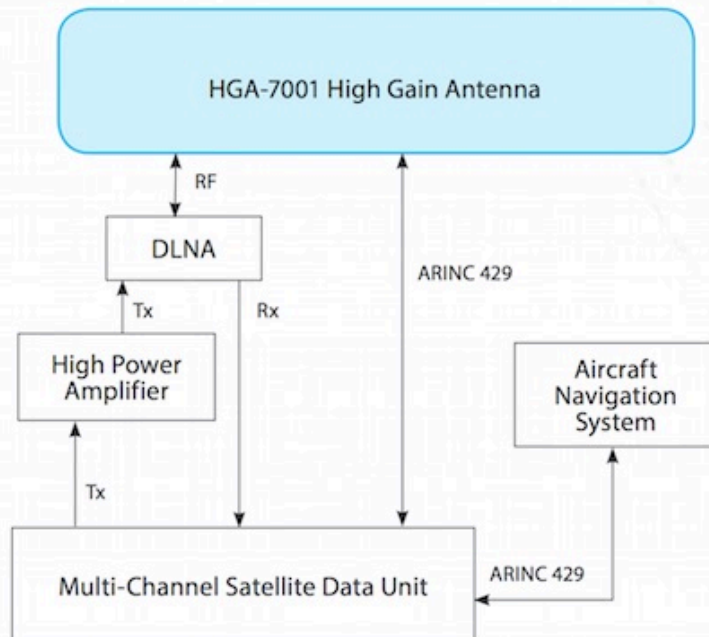 HGA-7001 High Gain Antenna
RF
DLNA
ARINC 429
Tx
Rx
High Power
Amplifier
Aircraft
Navigation
System
Tx
ARINC 429
Multi-Channel Satellite Data Unit